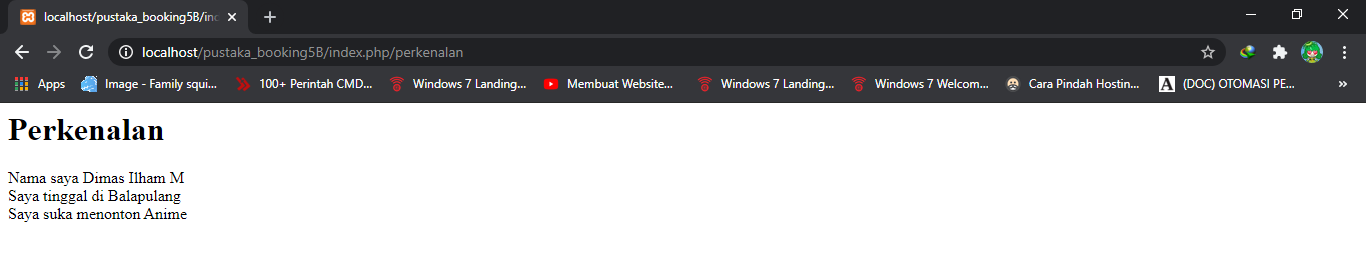 localhost/pustaka_booking5B/inc
localhost/pustaka_booking5B/index.php/perkenalan
Apps Image - Family squi... 100+ Perintah CMD... Windows 7 Landing... Membuat Website... Windows 7 Landing... Windows 7 Welcom... Cara Pindah Hostin... A (DOC) OTOMASI PE... »
Perkenalan
Nama saya Dimas Ilham M
Saya tinggal di Balapulang
Saya suka menonton Anime